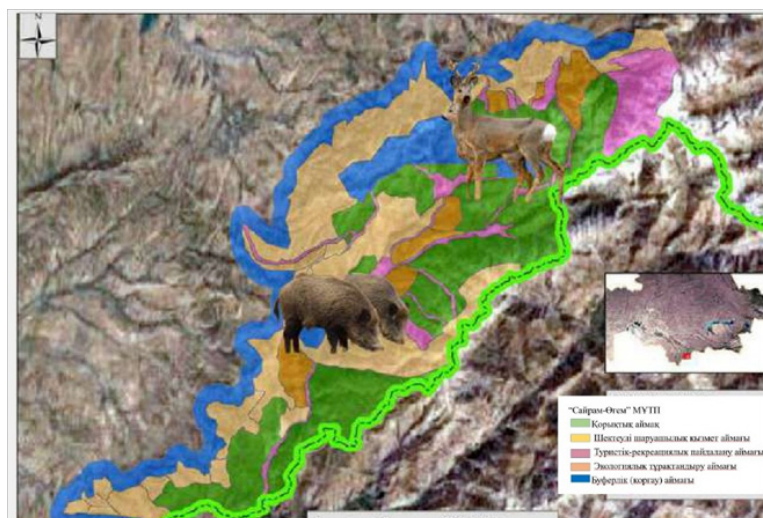 N
"Сайрам-Өгем" МҰТП
Қорықтық аймақ
Шектеулі шаруашылық қызмет аймағы
Туристік-рекреациялық пайдалану аймағы
Экологиялық тұрақтандыру аймағы
Буферлік (қорғау) аймағы